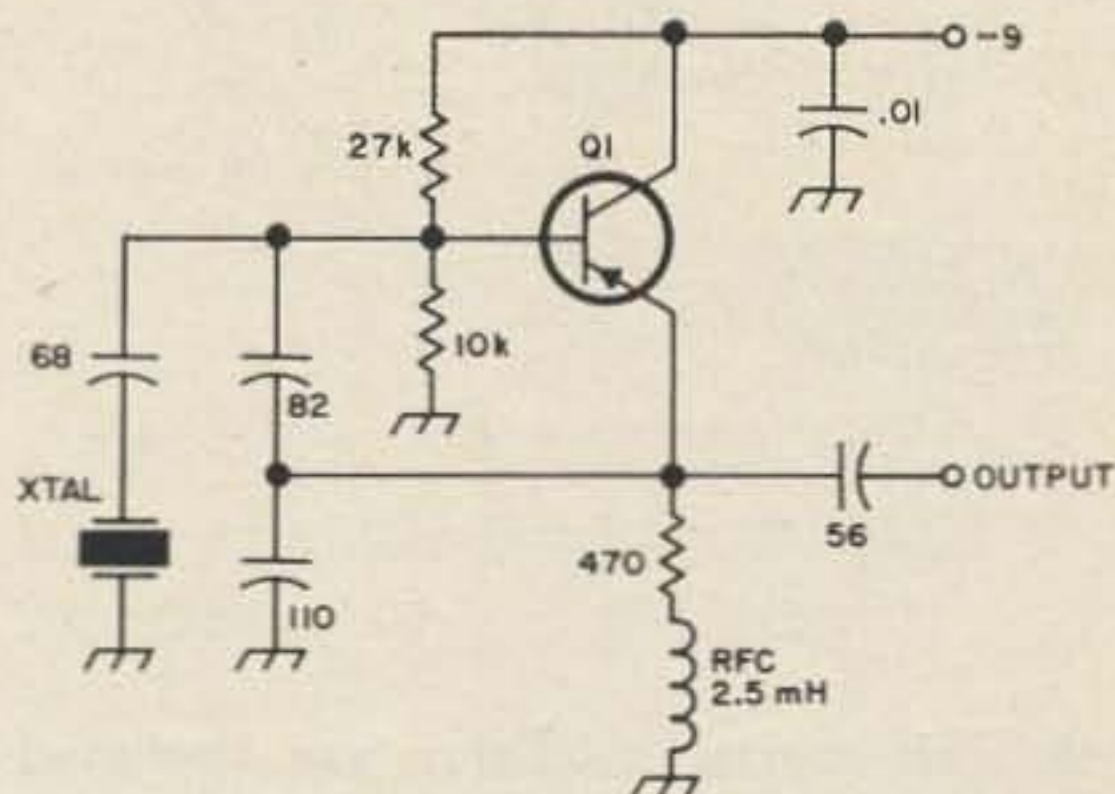 -9
.01
27k
Q1
10k
68
82
XTAL
OUTPUT
56
470
110
RFC
2.5 mH